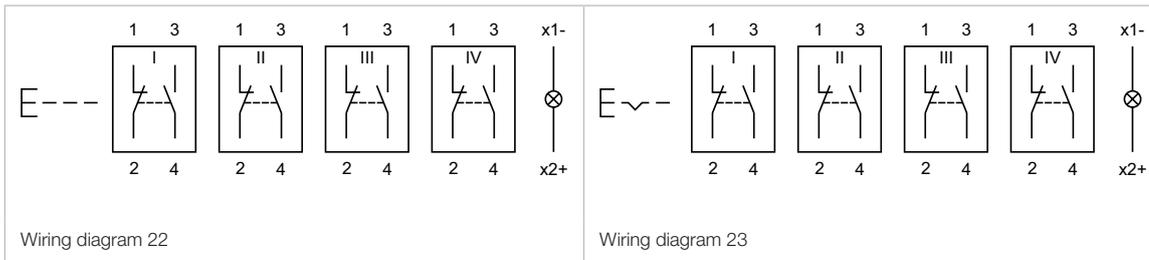 1 3 1 3 1 3 1 3 x1-
I II III IV
2 4 2 4 2 4 2 4 x2+
Wiring diagram 22
1 3 1 3 1 3 1 3 x1-
I II III IV
2 4 2 4 2 4 2 4 x2+
Wiring diagram 23